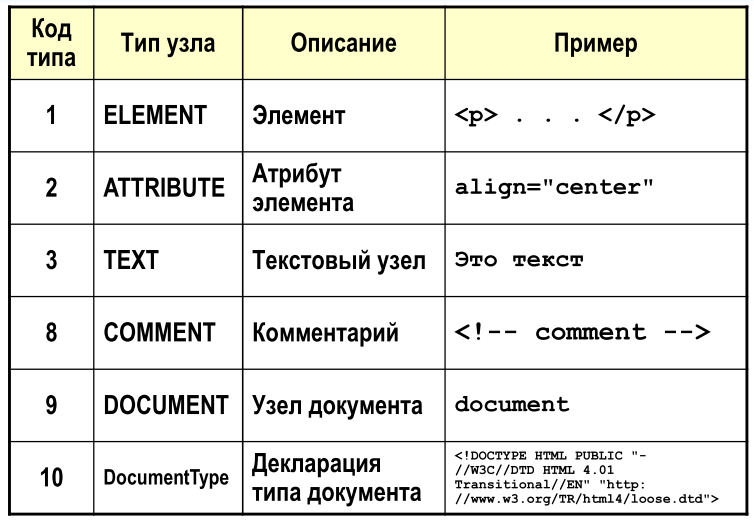 Код типа
Тип узла
Описание
Пример
1
ELEMENT
Элемент
<p> . . . </p>
2
ATTRIBUTE
Атрибут
элемента
align="center"
3
TEXT
Текстовый узел
Это текст
8
COMMENT
Комментарий
<!-- comment -->
9
DOCUMENT
Узел документа
document
10
DocumentType
Декларация
типа документа
<!DOCTYPE HTML PUBLIC "-
//W3C//DTD HTML 4.01
Transitional//EN" "http:
//www.w3.org/TR/html4/loose.dtd">